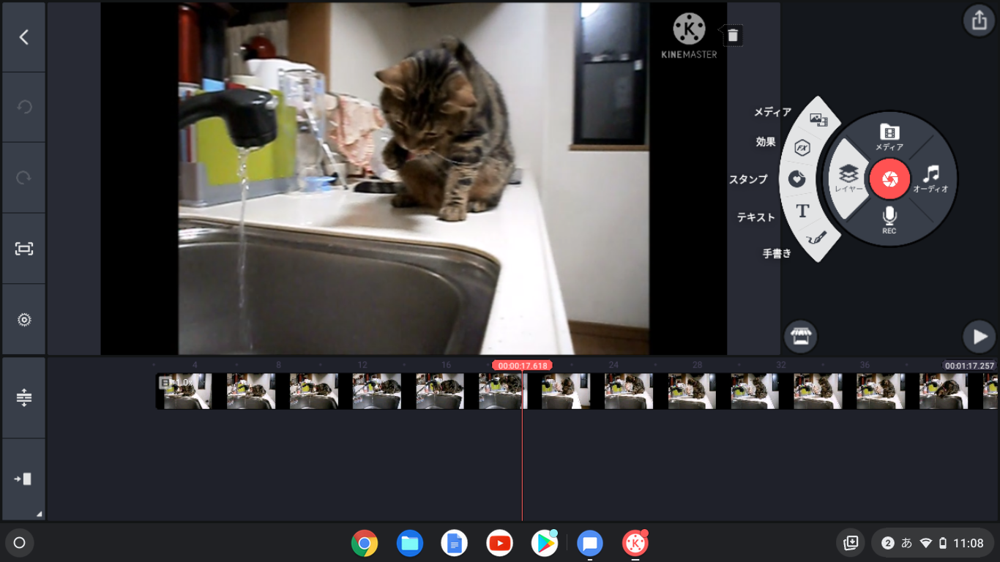 K
KINEMASTER
メディア
効果
FX
スタンプ
T
テキスト
手書き
メディア
レイヤー
オーディオ
REC
4
8
12
16
00:00:17.618
24
28
32
36
00:01:17.257
1.0x
K
2
あ
11:08